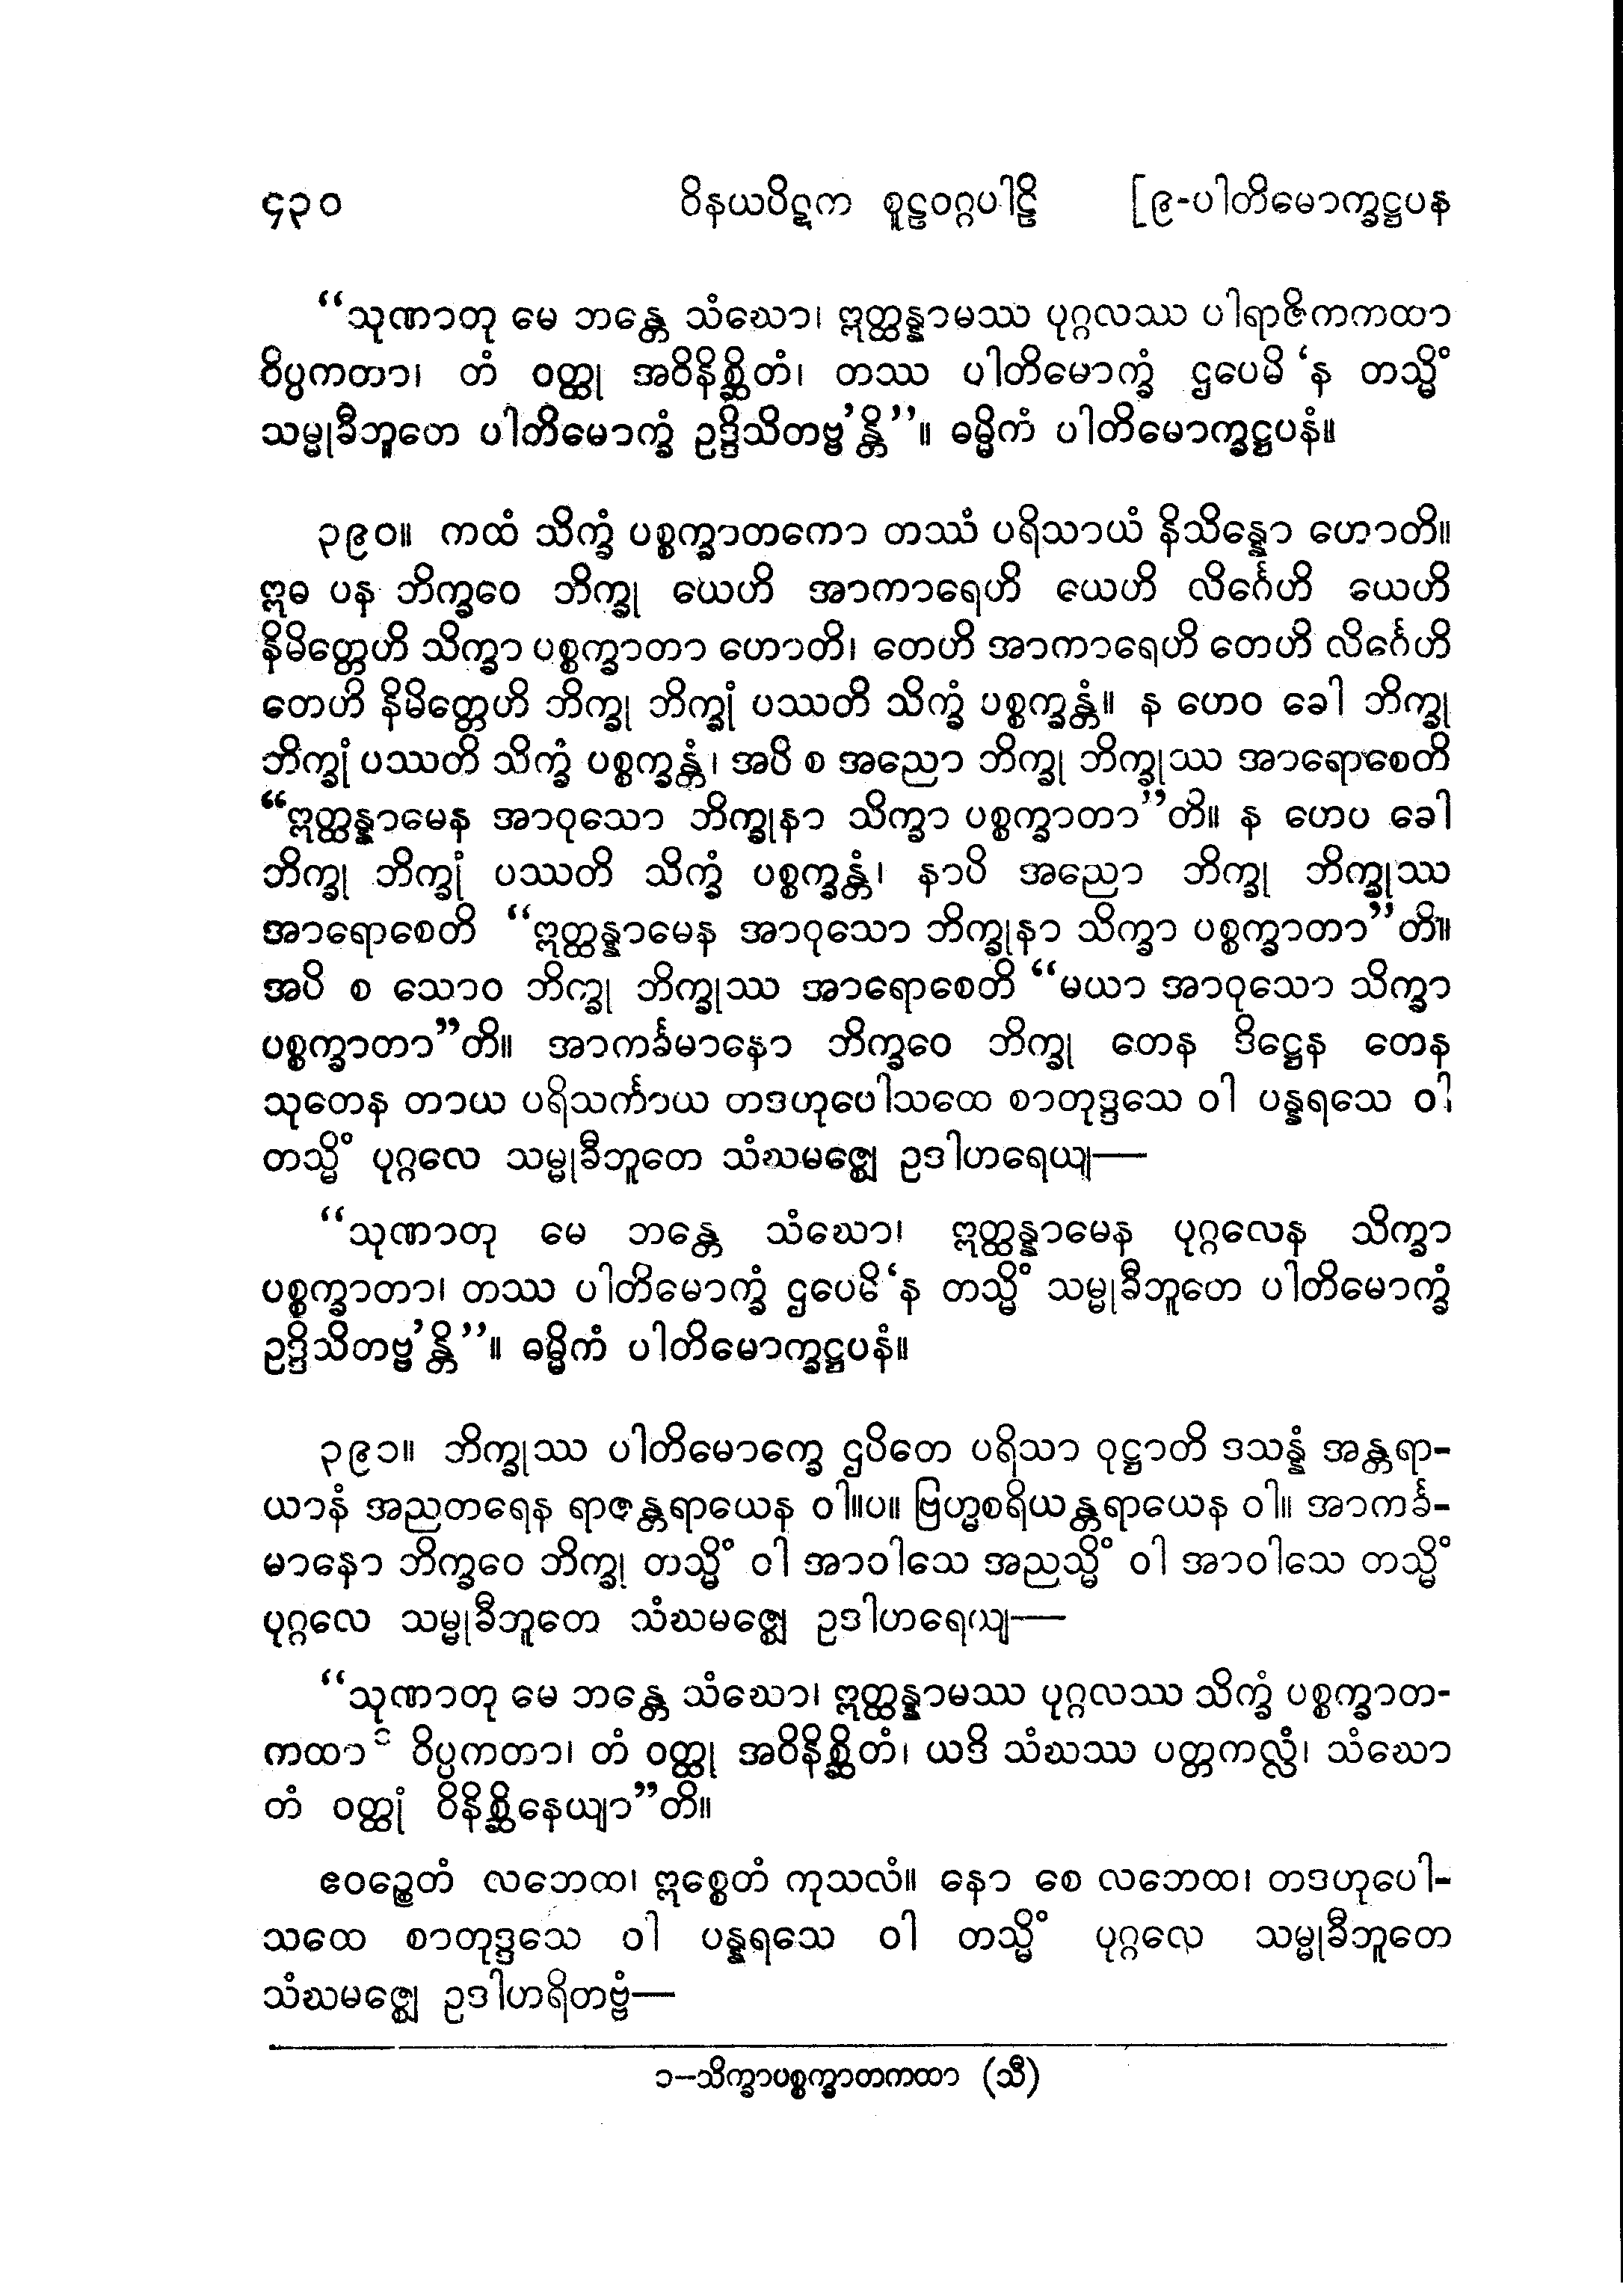 ၄၃၀ ဝိနယပိဋက စူဠဝဂ္ဂပါဠိ [၉-ပါတိမောက္ခဋ္ဌပန
“သုဏာတု မေ ဘန္တေ သံဃော၊ ဣတ္ထန္နာမဿ ပုဂ္ဂလဿ ပါရာဇိကကထာ
ဝိပ္ပကတာ၊ တံ ဝတ္ထု အဝိနိစ္ဆိတံ၊ တဿ ပါတိမောက္ခံ ဌပေမိ ‘န တသ္မိံ
သမ္မုခီဘူတေ ပါတိမောက္ခံ ဥဒ္ဒိသိတဗ္ဗ’န္တိ”။ ဓမ္မိကံ ပါတိမောက္ခဋ္ဌပနံ။
၃၉၀။ ကထံ သိက္ခံ ပစ္စက္ခာတကော တဿံ ပရိသာယံ နိသိန္နော ဟောတိ။
ဣဓ ပန ဘိက္ခဝေ ဘိက္ခု ယေဟိ အာကာရေဟိ ယေဟိ လိင်္ဂေဟိ ယေဟိ
နိမိတ္တေဟိ သိက္ခာ ပစ္စက္ခာတာ ဟောတိ၊ တေဟိ အာကာရေဟိ တေဟိ လိင်္ဂေဟိ
တေဟိ နိမိတ္တေဟိ ဘိက္ခု ဘိက္ခုံ ပဿတိ သိက္ခံ ပစ္စက္ခန္တံ။ န ဟေဝ ခေါ ဘိက္ခု
ဘိက္ခုံ ပဿတိ သိက္ခံ ပစ္စက္ခန္တံ၊ အပိ စ အညော ဘိက္ခု ဘိက္ခုဿ အာရောစေတိ
“ဣတ္ထန္နာမေန အာဝုသော ဘိက္ခုနာ သိက္ခာ ပစ္စက္ခာတာ”တိ။ န ဟေပ ခေါ
ဘိက္ခု ဘိက္ခုံ ပဿတိ သိက္ခံ ပစ္စက္ခန္တံ၊ နာပိ အညော ဘိက္ခု ဘိက္ခုဿ
အာရောစေတိ “ဣတ္ထန္နာမေန အာဝုသော ဘိက္ခုနာ သိက္ခာ ပစ္စက္ခာတာ”တိ။
အပိ စ သောဝ ဘိက္ခု ဘိက္ခုဿ အာရောစေတိ “မယာ အာဝုသော သိက္ခာ
ပစ္စက္ခာတာ”တိ။ အာကင်္ခမာနော ဘိက္ခဝေ ဘိက္ခု တေန ဒိဋ္ဌေန တေန
သုတေန တာယ ပရိသင်္ကာယ တဒဟုပေါသထေ စာတုဒ္ဒသေ ဝါ ပန္နရသေ ဝါ
တသ္မိံ ပုဂ္ဂလေ သမ္မုခီဘူတေ သံဃမဇ္ဈေ ဥဒါဟရေယျ—
“သုဏာတု မေ ဘန္တေ သံဃော၊ ဣတ္ထန္နာမေန ပုဂ္ဂလေန သိက္ခာ
ပစ္စက္ခာတာ၊ တဿ ပါတိမောက္ခံ ဌပေမိ‘န တသ္မိံ သမ္မုခီဘူတေ ပါတိမောက္ခံ
ဥဒ္ဒိသိတဗ္ဗ’န္တိ”။ ဓမ္မိကံ ပါတိမောက္ခဋ္ဌပနံ။
၃၉၁။ ဘိက္ခုဿ ပါတိမောက္ခေ ဌပိတေ ပရိသာ ဝုဋ္ဌာတိ ဒသန္နံ အန္တရာ-
ယာနံ အညတရေန ရာဇန္တရာယေန ဝါ။ပ။ ဗြဟ္မစရိယန္တရာယေန ဝါ။ အာကင်္ခ-
မာနော ဘိက္ခဝေ ဘိက္ခု တသ္မိံ ဝါ အာဝါသေ အညသ္မိံ ဝါ အာဝါသေ တသ္မိံ
ပုဂ္ဂလေ သမ္မုခီဘူတေ သံဃမဇ္ဈေ ဥဒါဟရေယျ—
“သုဏာတု မေ ဘန္တေ သံဃော၊ ဣတ္ထန္နာမဿ ပုဂ္ဂလဿ သိက္ခံ ပစ္စက္ခာတ-
ကထာ ၁ ဝိပ္ပကတာ၊ တံ ဝတ္ထု အဝိနိစ္ဆိတံ၊ ယဒိ သံဃဿ ပတ္တကလ္လံ၊ သံဃော
တံ ဝတ္ထုံ ဝိနိစ္ဆိနေယျာ”တိ။
ဧဝဉ္စေတံ လဘေထ၊ ဣစ္စေတံ ကုသလံ။ နော စေ လဘေထ၊ တဒဟုပေါ-
သထေ စာတုဒ္ဒသေ ဝါ ပန္နရသေ ဝါ တသ္မိံ ပုဂ္ဂလေ သမ္မုခီဘူတေ
သံဃမဇ္ဈေ ဥဒါဟရိတဗ္ဗံ—
၁—သိက္ခာပစ္စက္ခာတကထာ (သီ)